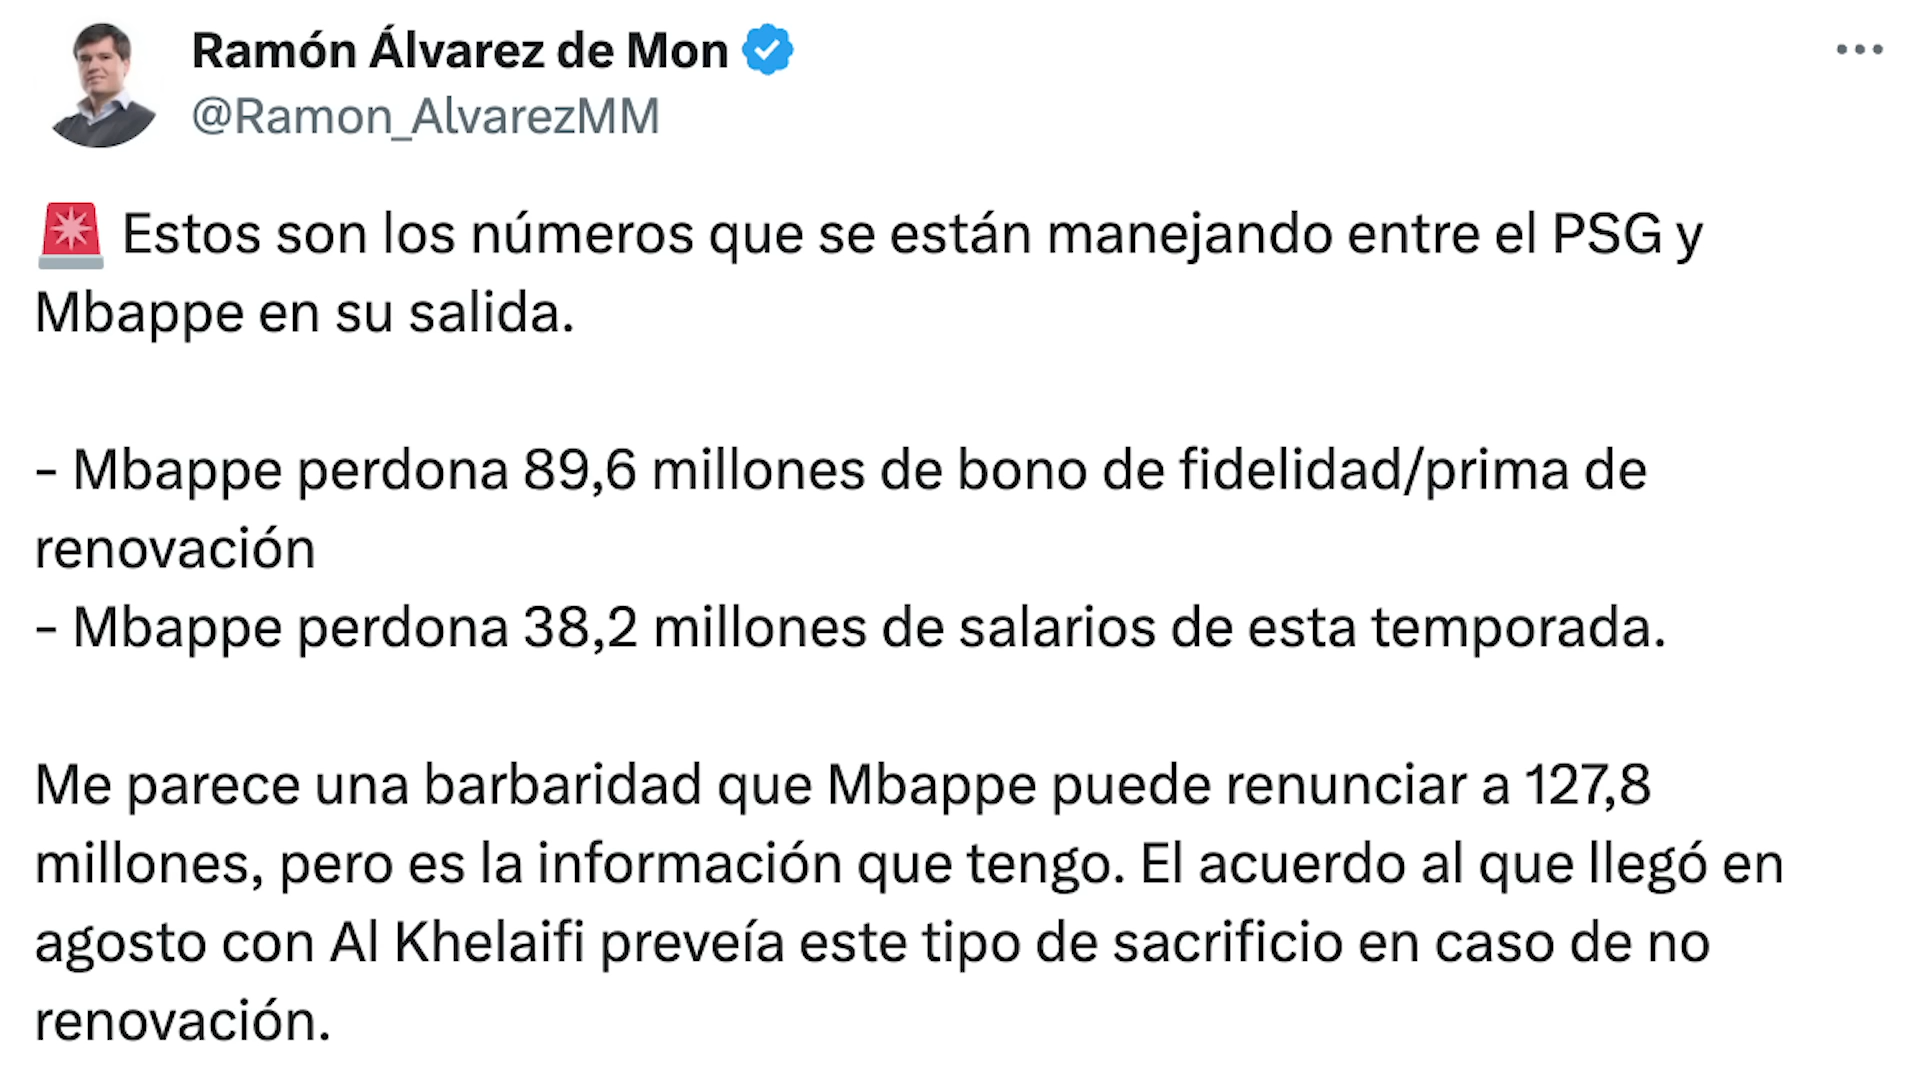 Ramón Álvarez de Mon
@Ramon_AlvarezMM
🚨 Estos son los números que se están manejando entre el PSG y
Mbappe en su salida.
- Mbappe perdona 89,6 millones de bono de fidelidad/prima de
renovación
- Mbappe perdona 38,2 millones de salarios de esta temporada.
Me parece una barbaridad que Mbappe puede renunciar a 127,8
millones, pero es la información que tengo. El acuerdo al que llegó en
agosto con Al Khelaifi preveía este tipo de sacrificio en caso de no
renovación.